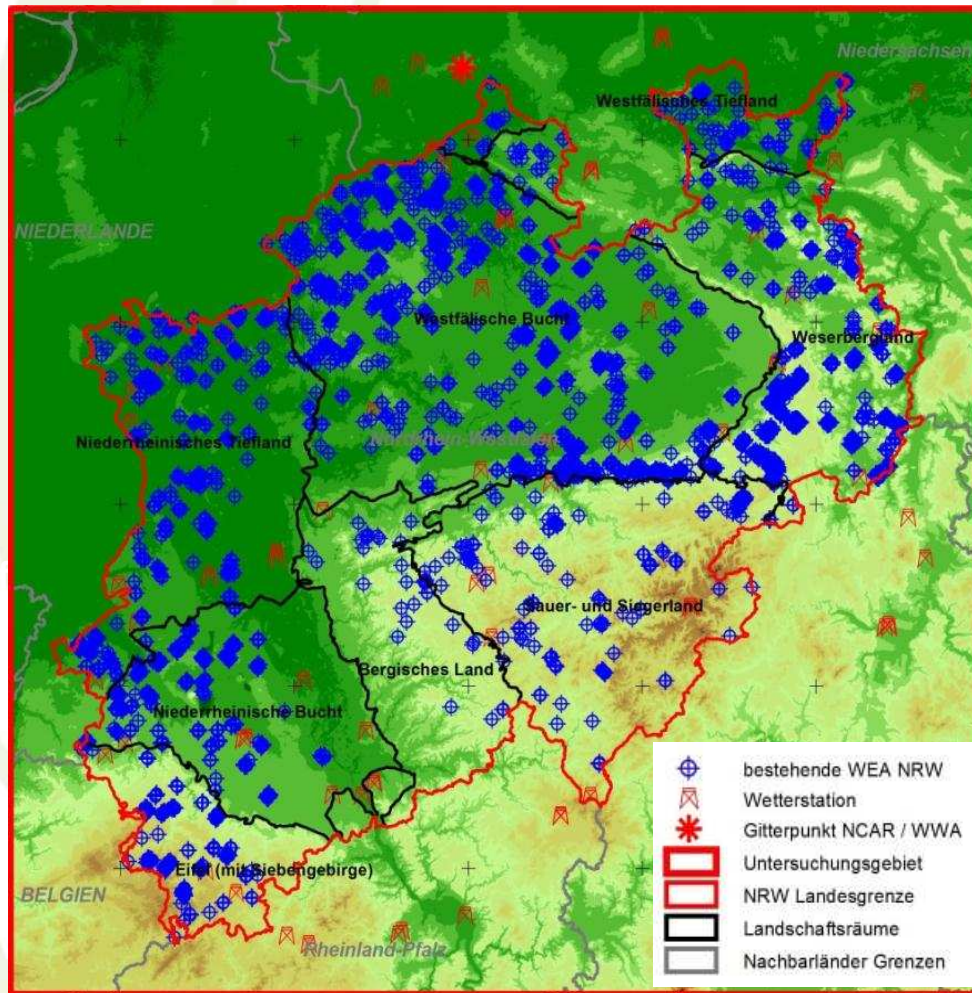 Niedersachsen
Westfälisches Tiefland
NIEDERLANDE
Westfälische Bucht
Weserbergland
Niederrheinisches Tiefland
Nordrhein-Westfalen
Sauer- und Siegerland
Bergisches Land
Niederrheinische Bucht
Eifel (mit Siebengebirge)
BELGIEN
Rheinland-Pfalz
bestehende WEA NRW
Wetterstation
Gitterpunkt NCAR / WWA
Untersuchungsgebiet
NRW Landesgrenze
Landschaftsräume
Nachbarländer Grenzen